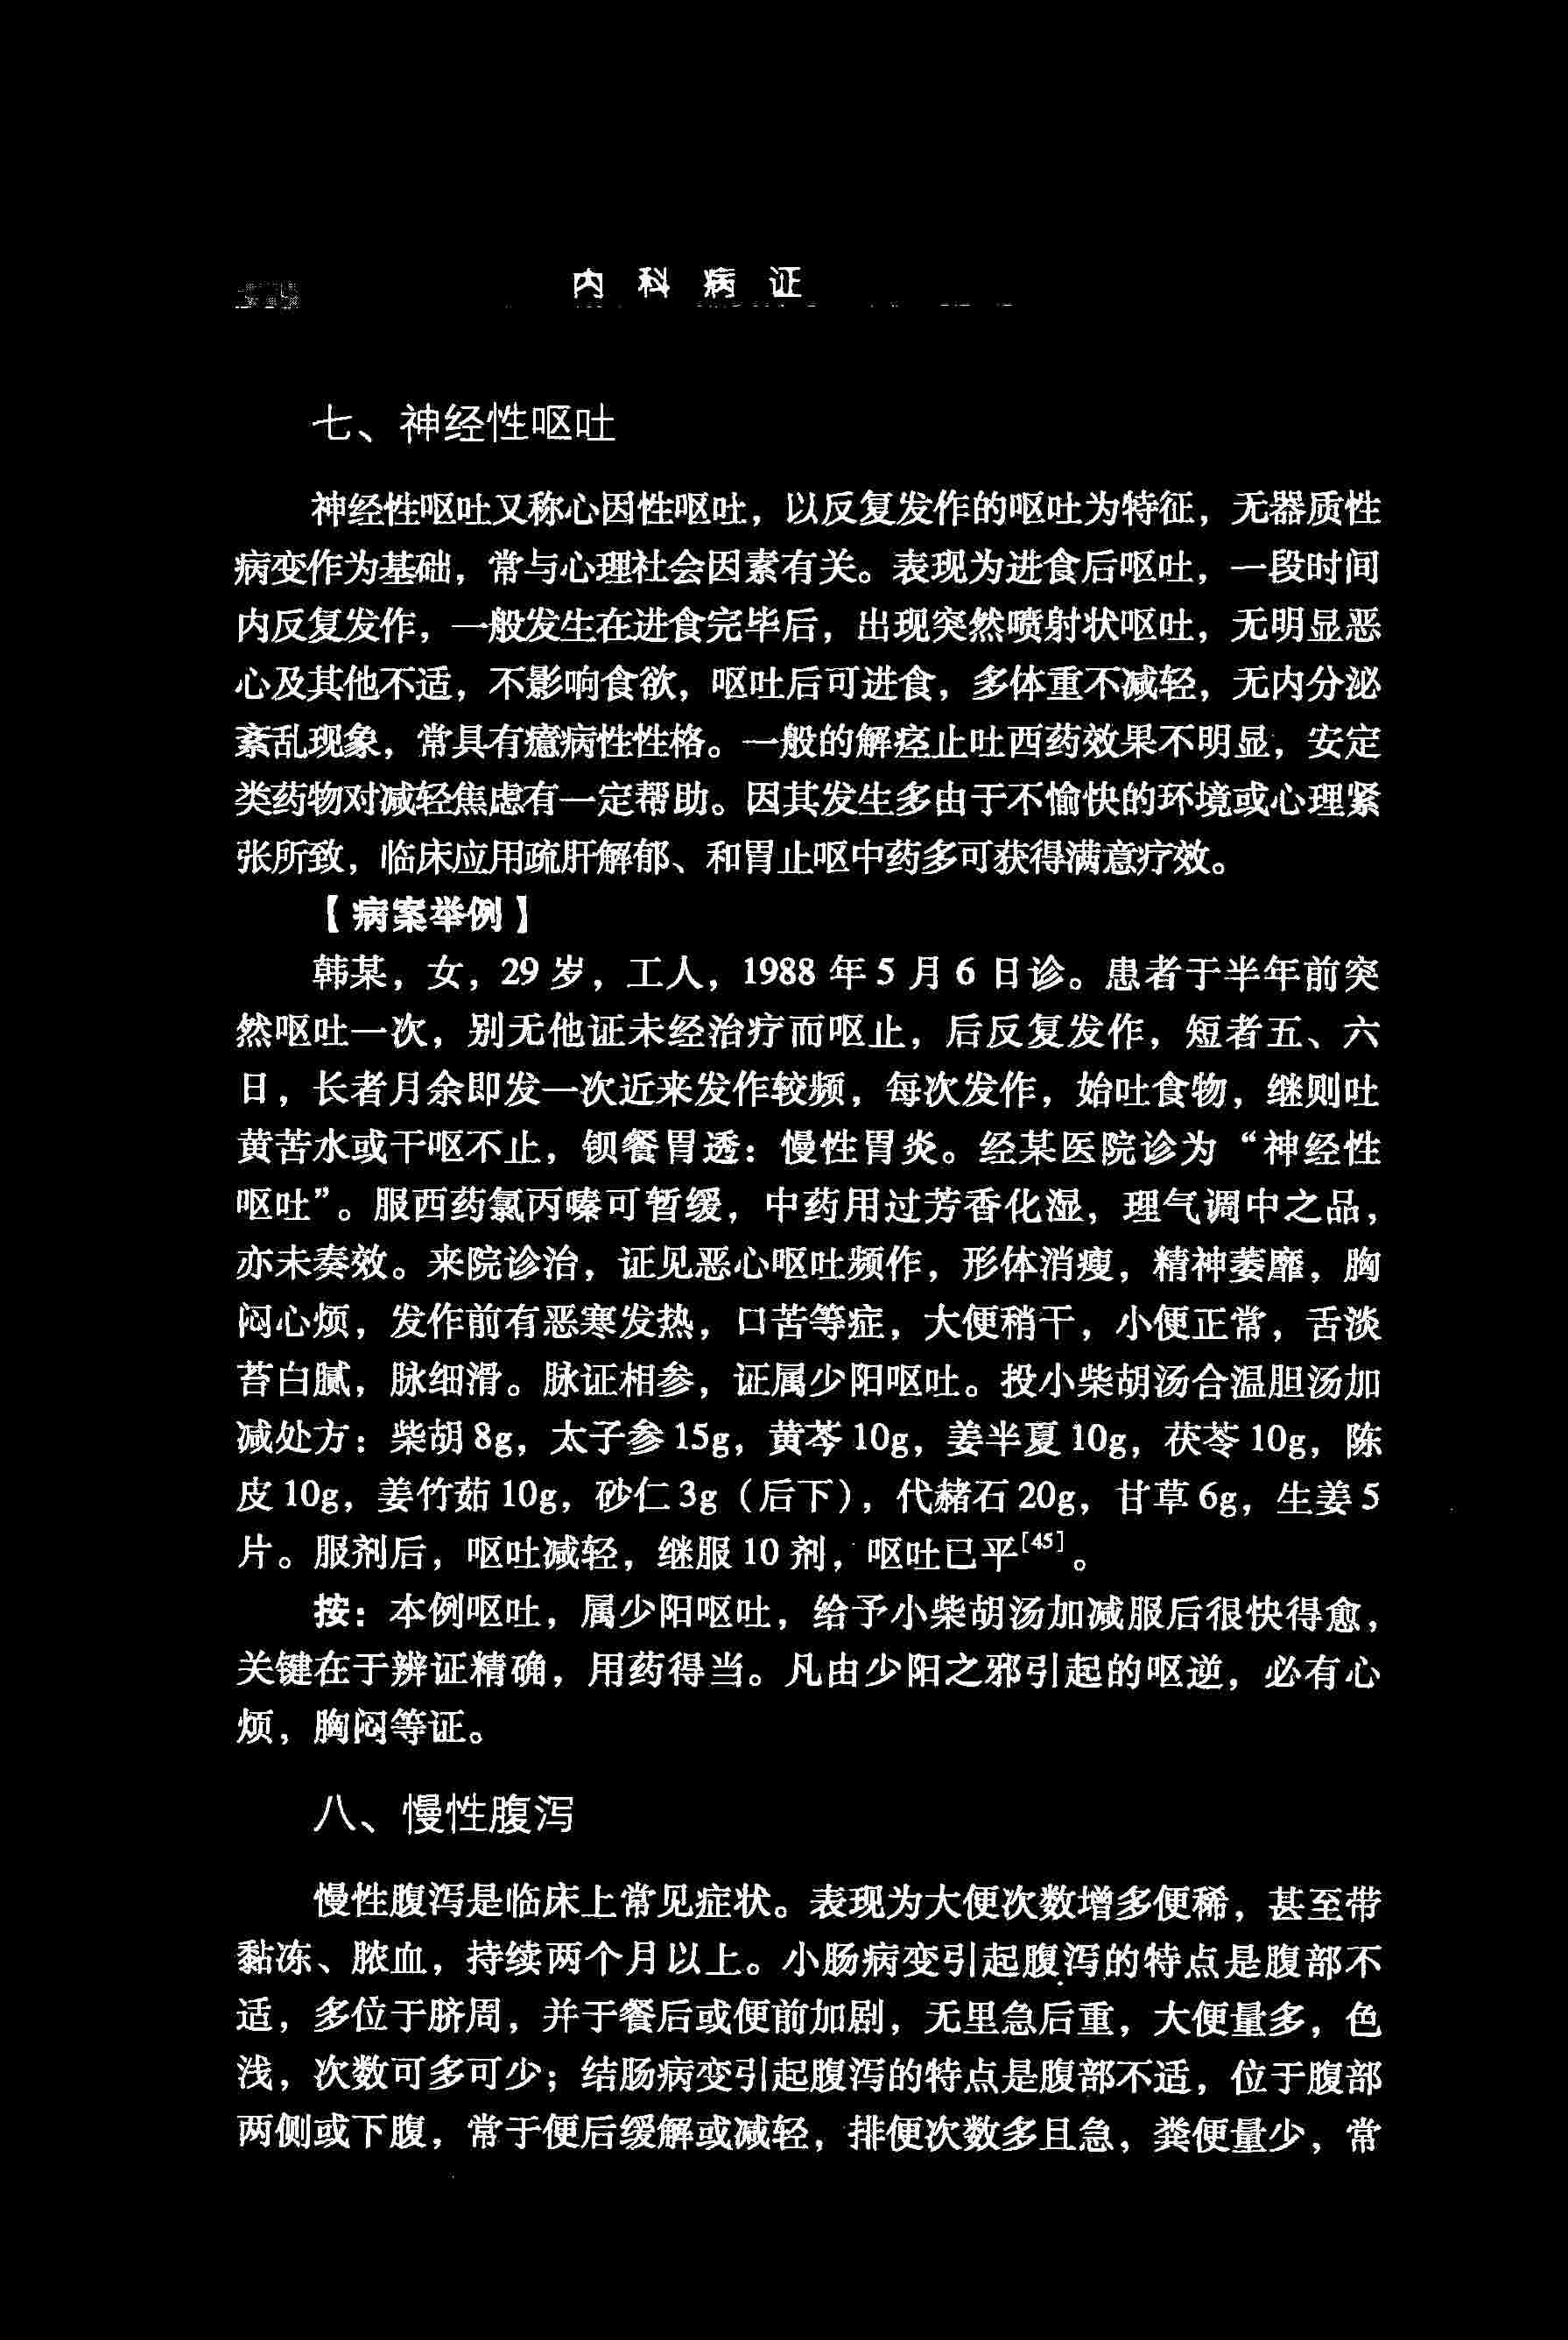 内科病证
七、神经性呕吐
神经性呕吐又称心因性呕吐，以反复发作的呕吐为特征，无器质性
病变作为基础，常与心理社会因素有关。表现为进食后呕吐，一段时间
内反复发作，一般发生在进食完毕后，出现突然喷射状呕吐，无明显恶
心及其他不适，不影响食欲，呕吐后可进食，多体重不减轻，无内分泌
紊乱现象，常具有癔病性性格。一般的解痉止吐西药效果不明显，安定
类药物对减轻焦虑有一定帮助。因其发生多由于不愉快的环境或心理紧
张所致，临床应用疏肝解郁、和胃止呕中药多可获得满意疗效。
【病案举例】
韩某，女，29岁，工人，1988年5月6日诊。患者于半年前突
然呕吐一次，别无他证未经治疗而呕止，后反复发作，短者五、六
日，长者月余即发一次近来发作较频，每次发作，始吐食物，继则吐
黄苦水或干呕不止，钡餐胃透：慢性胃炎。经某医院诊为“神经性
呕吐”。服西药氯丙嗪可暂缓，中药用过芳香化湿，理气调中之品，
亦未奏效。来院诊治，证见恶心呕吐频作，形体消瘦，精神萎靡，胸
闷心烦，发作前有恶寒发热，口苦等症，大便稍干，小便正常，舌淡
苔白腻，脉细滑。脉证相参，证属少阳呕吐。投小柴胡汤合温胆汤加
减处方：柴胡8g，太子参15g，黄芩10g，姜半夏10g，茯苓10g，陈
皮10g，姜竹茹10g，砂仁3g（后下），代赭石20g，甘草6g，生姜5
片。服剂后，呕吐减轻，继服10剂，呕吐已平[45]。
按：本例呕吐，属少阳呕吐，给予小柴胡汤加减服后很快得愈，
关键在于辨证精确，用药得当。凡由少阳之邪引起的呕逆，必有心
烦，胸闷等证。
八、慢性腹泻
慢性腹泻是临床上常见症状。表现为大便次数增多便稀，甚至带
黏冻、脓血，持续两个月以上。小肠病变引起腹泻的特点是腹部不
适，多位于脐周，并于餐后或便前加剧，无里急后重，大便量多，色
浅，次数可多可少；结肠病变引起腹泻的特点是腹部不适，位于腹部
两侧或下腹，常于便后缓解或减轻，排便次数多且急，粪便量少，常